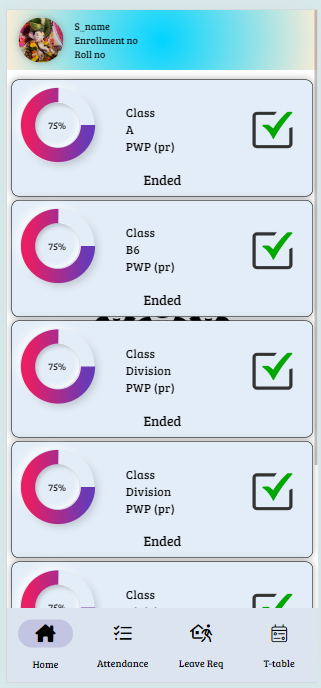 S_name
Enrollment no
Roll no
75%
Class
A
PWP (pr)
Ended
75%
Class
B6
PWP (pr)
Ended
75%
Class
Division
PWP (pr)
Ended
75%
Class
Division
PWP (pr)
Ended
75%
Class
Home
Attendance
Leave Req
T-table